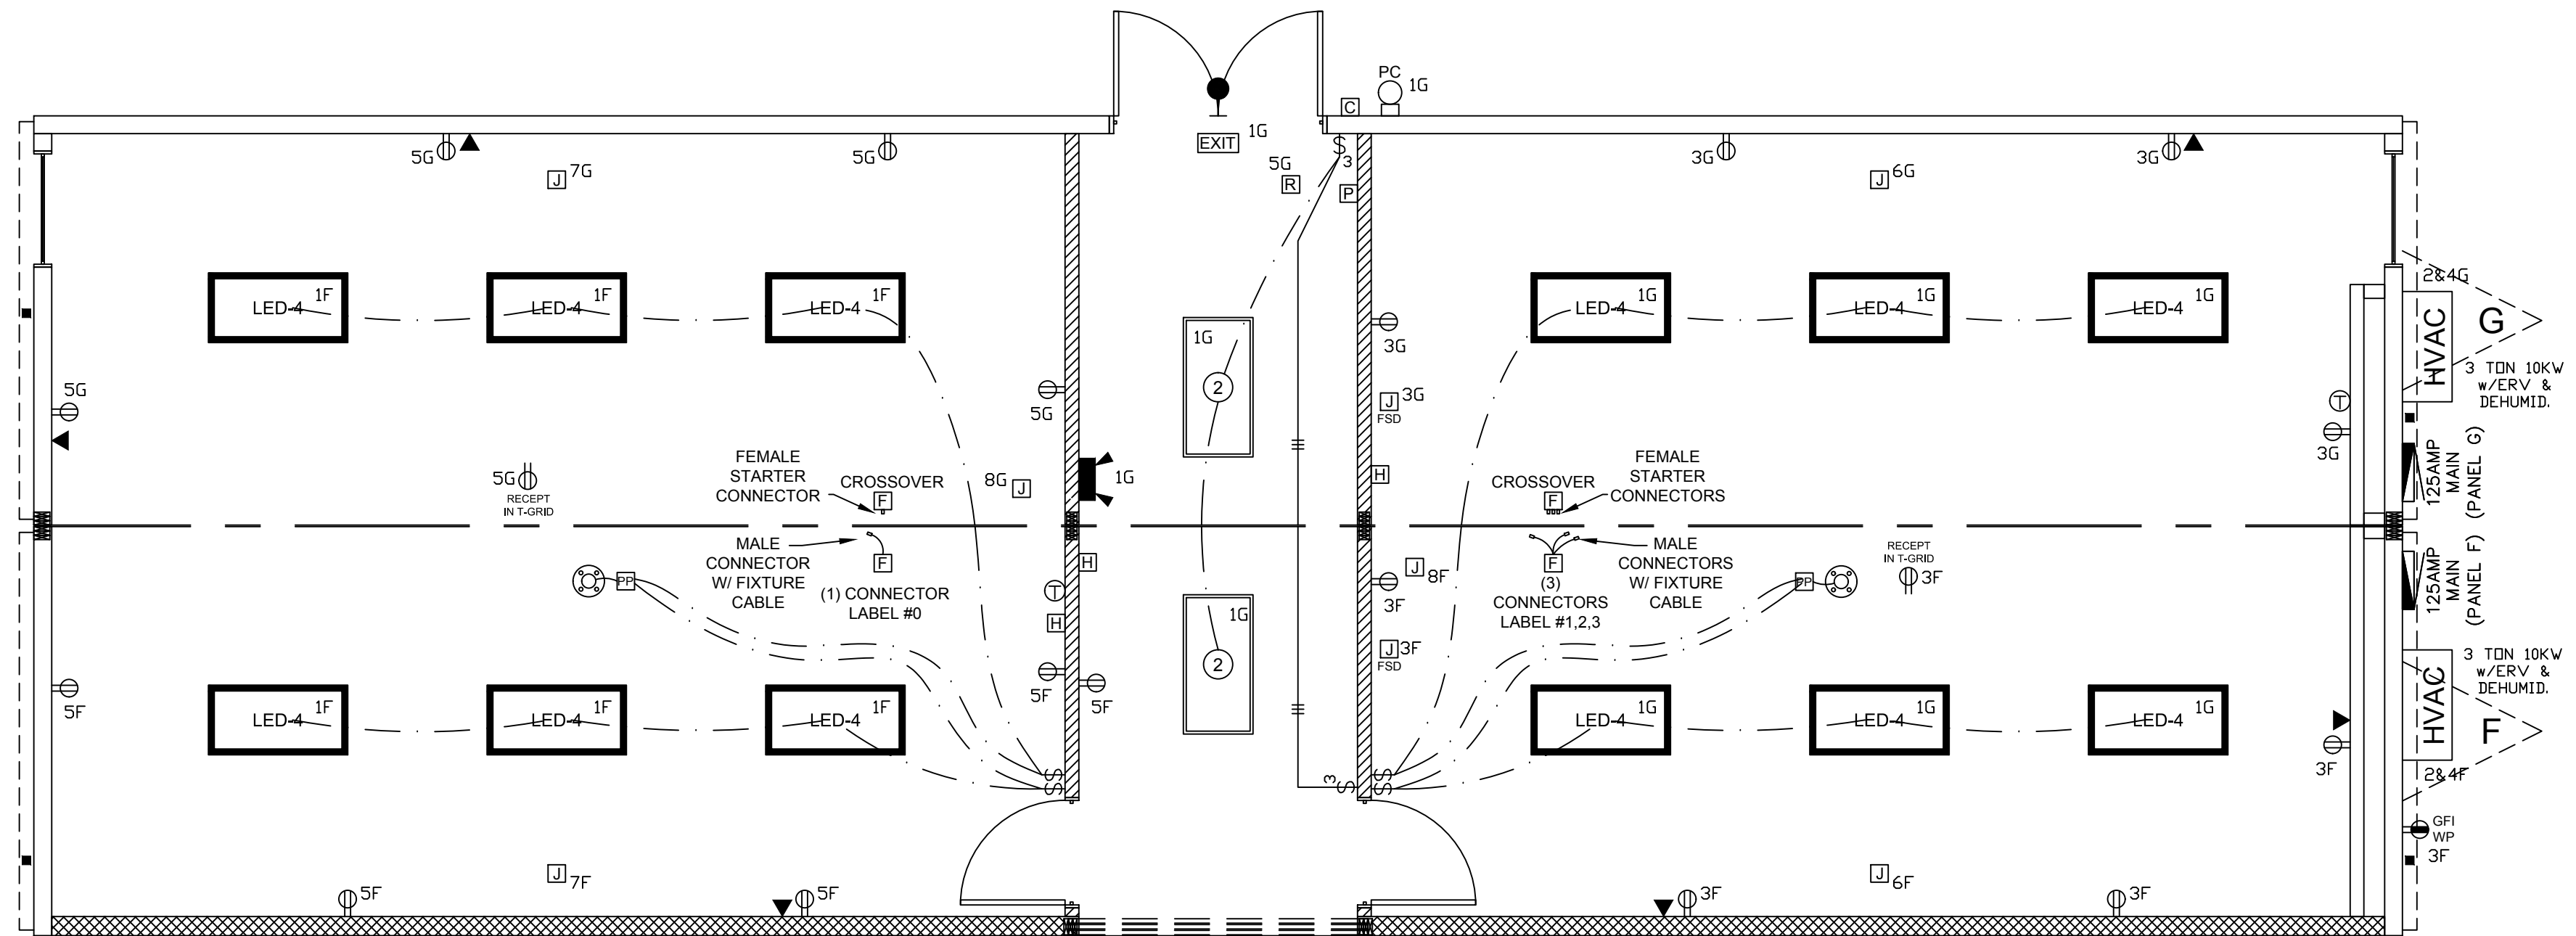 PC
1G
C
EXIT
1G
$
3
5G
5G
5G
R
P
3G
3G
J
7G
J
6G
LED-4
1F
LED-4
1F
LED-4
1F
1G
2
LED-4
1G
LED-4
1G
LED-4
1G
2&4G
HVAC
G
3 TON 10KW
w/ERV &
DEHUMID.
3G
J
3G
FSD
5G
5G
T
3G
5G
RECEPT
IN T-GRID
FEMALE
STARTER
CONNECTOR
CROSSOVER
F
8G
J
1G
H
CROSSOVER
F
FEMALE
STARTER
CONNECTORS
125AMP
MAIN
(PANEL G)
MALE
CONNECTOR
W/ FIXTURE
CABLE
F
(1) CONNECTOR
LABEL #0
H
T
H
PP
3F
J
8F
F
(3)
CONNECTORS
LABEL #1,2,3
MALE
CONNECTORS
W/ FIXTURE
CABLE
PP
RECEPT
IN T-GRID
3F
125AMP
MAIN
(PANEL F)
J
3F
FSD
5F
5F
5F
1G
2
LED-4
1F
LED-4
1F
LED-4
1F
LED-4
1G
LED-4
1G
LED-4
1G
3F
HVAC
F
3 TON 10KW
w/ERV &
DEHUMID.
2&4F
$
$
3
$
$
$
GFI
WP
3F
J
7F
J
6F
5F
5F
3F
3F